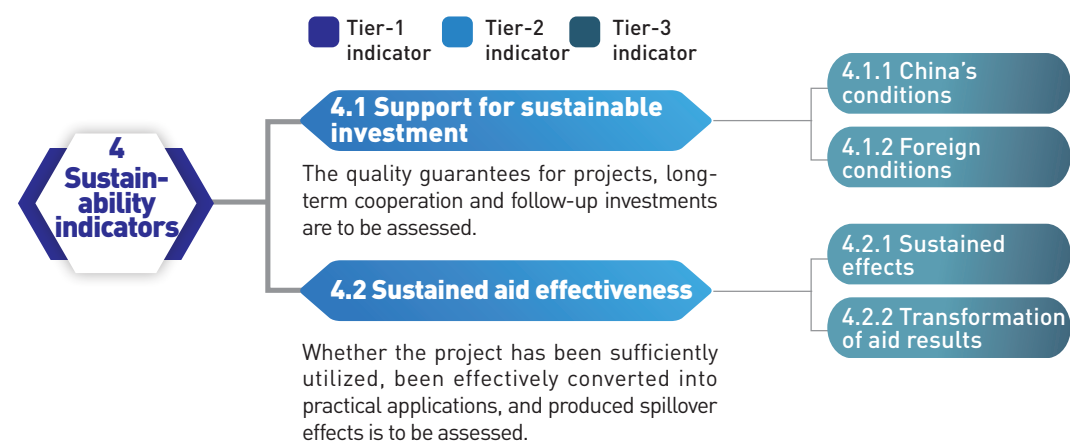 Tier-1
indicator
Tier-2
indicator
Tier-3
indicator
4
Sustain-
ability
indicators
4.1 Support for sustainable
investment
The quality guarantees for projects, long-
term cooperation and follow-up investments
are to be assessed.
4.1.1 China's
conditions
4.1.2 Foreign
conditions
4.2 Sustained aid effectiveness
Whether the project has been sufficiently
utilized, been effectively converted into
practical applications, and produced spillover
effects is to be assessed.
4.2.1 Sustained
effects
4.2.2 Transformation
of aid results